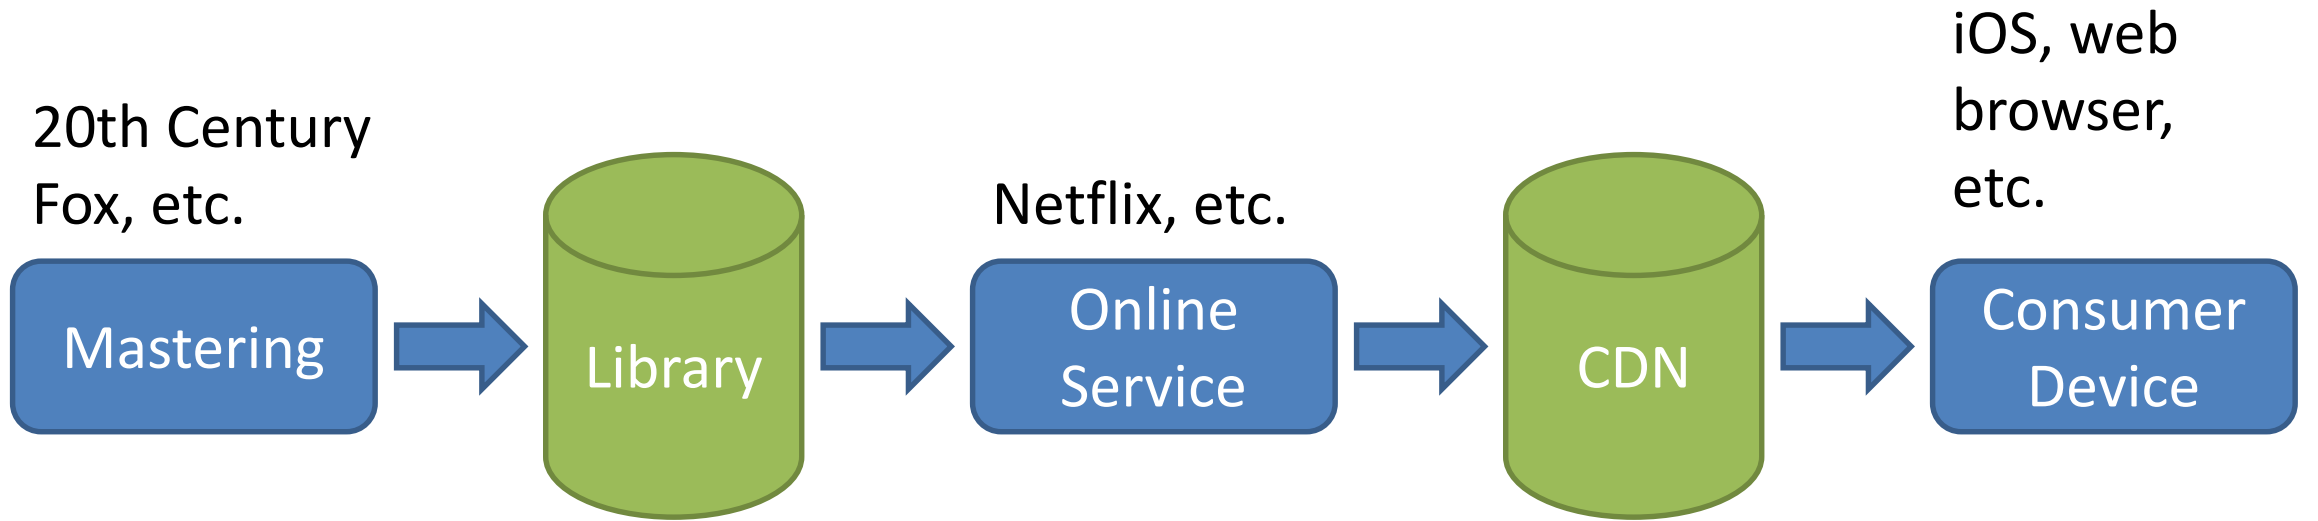 20th Century
Fox, etc.
Mastering
Library
Netflix, etc.
Online
Service
CDN
iOS, web
browser,
etc.
Consumer
Device